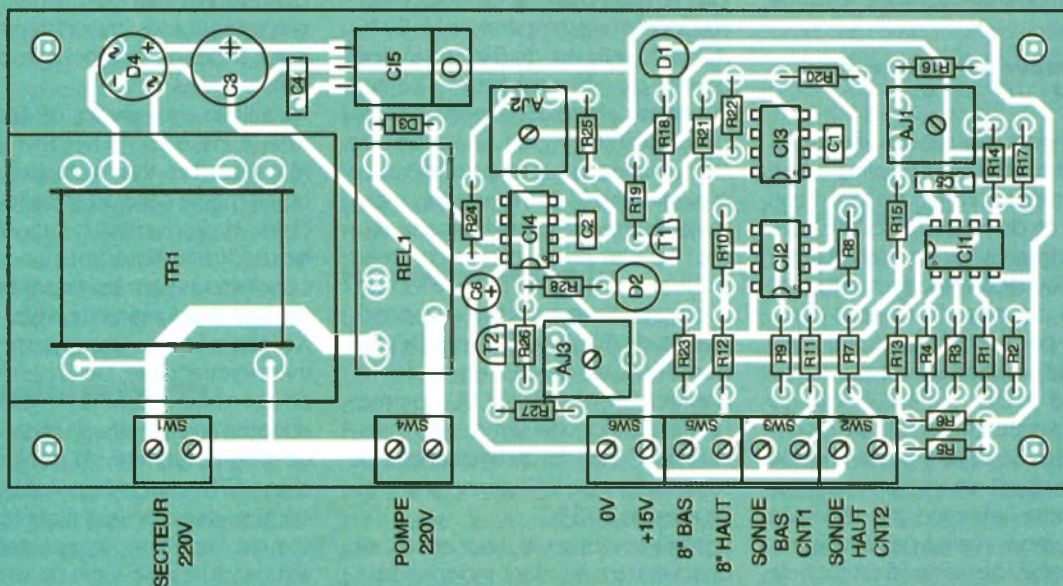 D4
C3
C4
CI5
D1
R20
R16
AJ2
R25
R18
R21
R22
CI3
C1
AJ1
D3
R14
R17
C5
R24
CI4
C2
R19
T1
R10
CI2
R8
R15
CI1
TR1
REL1
C6
R28
D2
T2
R26
AJ3
R23
R12
R9
R11
R7
R13
R4
R3
R1
R2
R27
R6
R5
SW1
SW4
SW6
SW5
SW3
SW2
SECTEUR
220V
POMPE
220V
0V
+15V
8" BAS
8" HAUT
SONDE
BAS
CNT1
SONDE
HAUT
CNT2